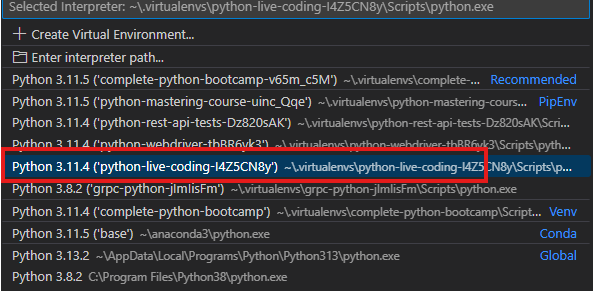 Selected Interpreter: ~\.virtualenvs\python-live-coding-I4Z5CN8y\Scripts\python.exe
+ Create Virtual Environment...
Enter interpreter path...
Python 3.11.5 ('complete-python-bootcamp-v65m_c5M') ~\.virtualenvs\complete-... Recommended
Python 3.11.5 ('python-mastering-course-uinc_Qqe') ~\.virtualenvs\python-mastering-cours... PipEnv
Python 3.11.4 ('python-rest-api-tests-Dz820sAK') ~\.virtualenvs\python-rest-api-tests-Dz820sAK\Scri...
Python 3.11.4 ('python-webdriver-thBR6vk3') ~\.virtualenvs\python-webdriver-thBR6vk3\Scripts\pyth...
Python 3.11.4 ('python-live-coding-I4Z5CN8y') ~\.virtualenvs\python-live-coding-I4Z5CN8y\Scripts\p...
Python 3.8.2 ('grpc-python-jlmIisFm') ~\.virtualenvs\grpc-python-jlmIisFm\Scripts\python.exe
Python 3.11.4 ('complete-python-bootcamp') ~\.virtualenvs\complete-python-bootcamp\Script... Venv
Python 3.11.5 ('base') ~\anaconda3\python.exe Conda
Python 3.13.2 ~\AppData\Local\Programs\Python\Python313\python.exe Global
Python 3.8.2 C:\Program Files\Python38\python.exe